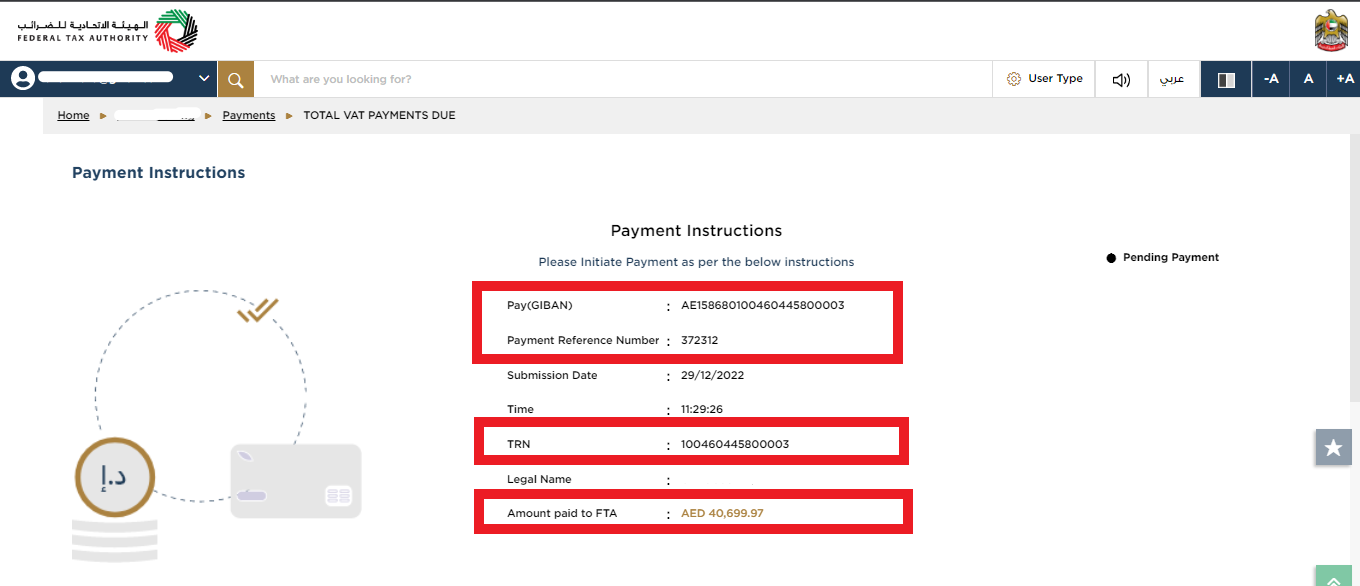 الهيئة الاتحادية للضرائب
FEDERAL TAX AUTHORITY
What are you looking for?
User Type
عربي
-A
A
+A
Home ► ► Payments ► TOTAL VAT PAYMENTS DUE
Payment Instructions
Payment Instructions
Please Initiate Payment as per the below instructions
Pending Payment
Pay(GIBAN) : AE158680100460445800003
Payment Reference Number : 372312
Submission Date : 29/12/2022
Time : 11:29:26
TRN : 100460445800003
Legal Name :
Amount paid to FTA : AED 40,699.97
د.إ